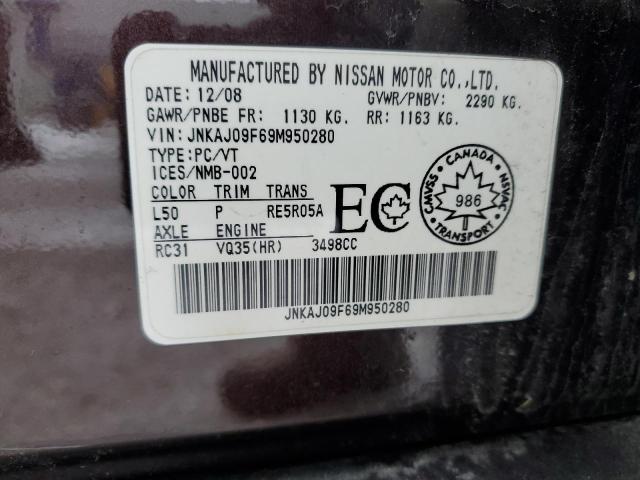 MANUFACTURED BY NISSAN MOTOR CO.,LTD.
DATE: 12/08 GVWR/PNBV: 2290 KG.
GAWR/PNBE FR: 1130 KG. RR: 1163 KG.
VIN: JNKAJ09F69M950280
TYPE:PC/VT
ICES/NMB-002
COLOR TRIM TRANS
L50 P RE5R05A
AXLE ENGINE
RC31 VQ35(HR) 3498CC
EC
CANADA
CMVSS NSVAC
986
TRANSPORT
JNKAJ09F69M950280